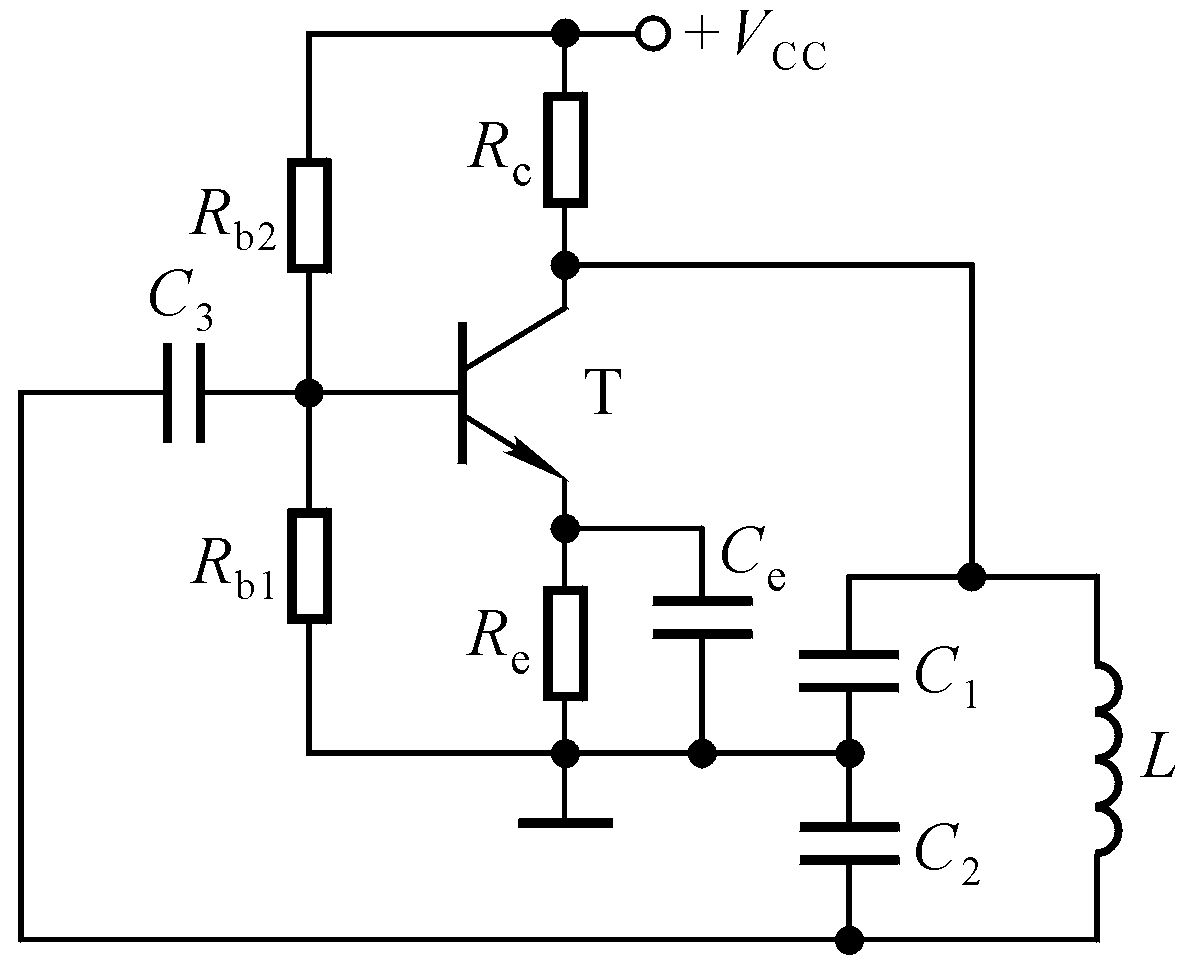 +V_CC
R_c
R_b2
C_3
T
R_b1
C_e
R_e
C_1
L
C_2